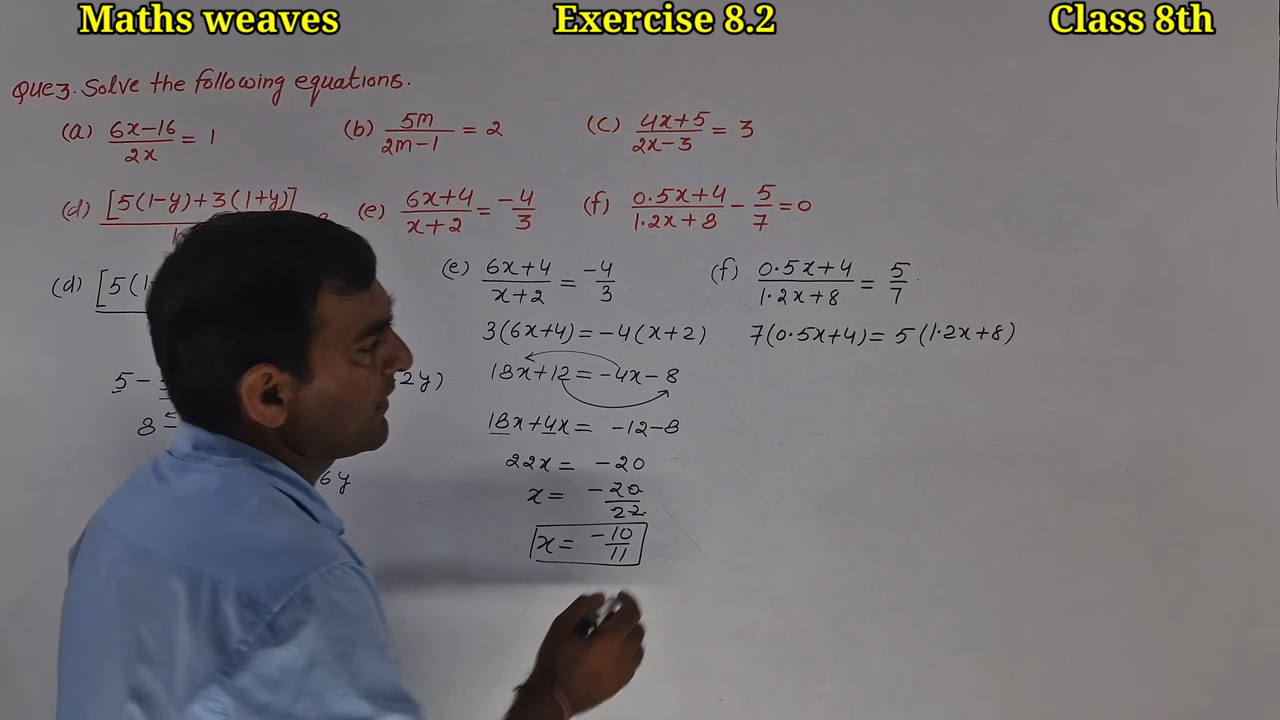 Maths weaves Exercise 8.2 Class 8th
Que3. Solve the following equations.
(a) (6x-16)/(2x) = 1 (b) (5m)/(2m-1) = 2 (c) (4x+5)/(2x-3) = 3
(d) [5(1-y)+3(1+y)] (e) (6x+4)/(x+2) = -4/3 (f) (0.5x+4)/(1.2x+8) - 5/7 = 0
(d) [5(1
5 -
2y)
8
6y
(e) (6x+4)/(x+2) = -4/3
3(6x+4) = -4(x+2)
18x+12 = -4x-8
18x+4x = -12-8
22x = -20
x = -20/22
x = -10/11
(f) (0.5x+4)/(1.2x+8) = 5/7
7(0.5x+4) = 5(1.2x+8)